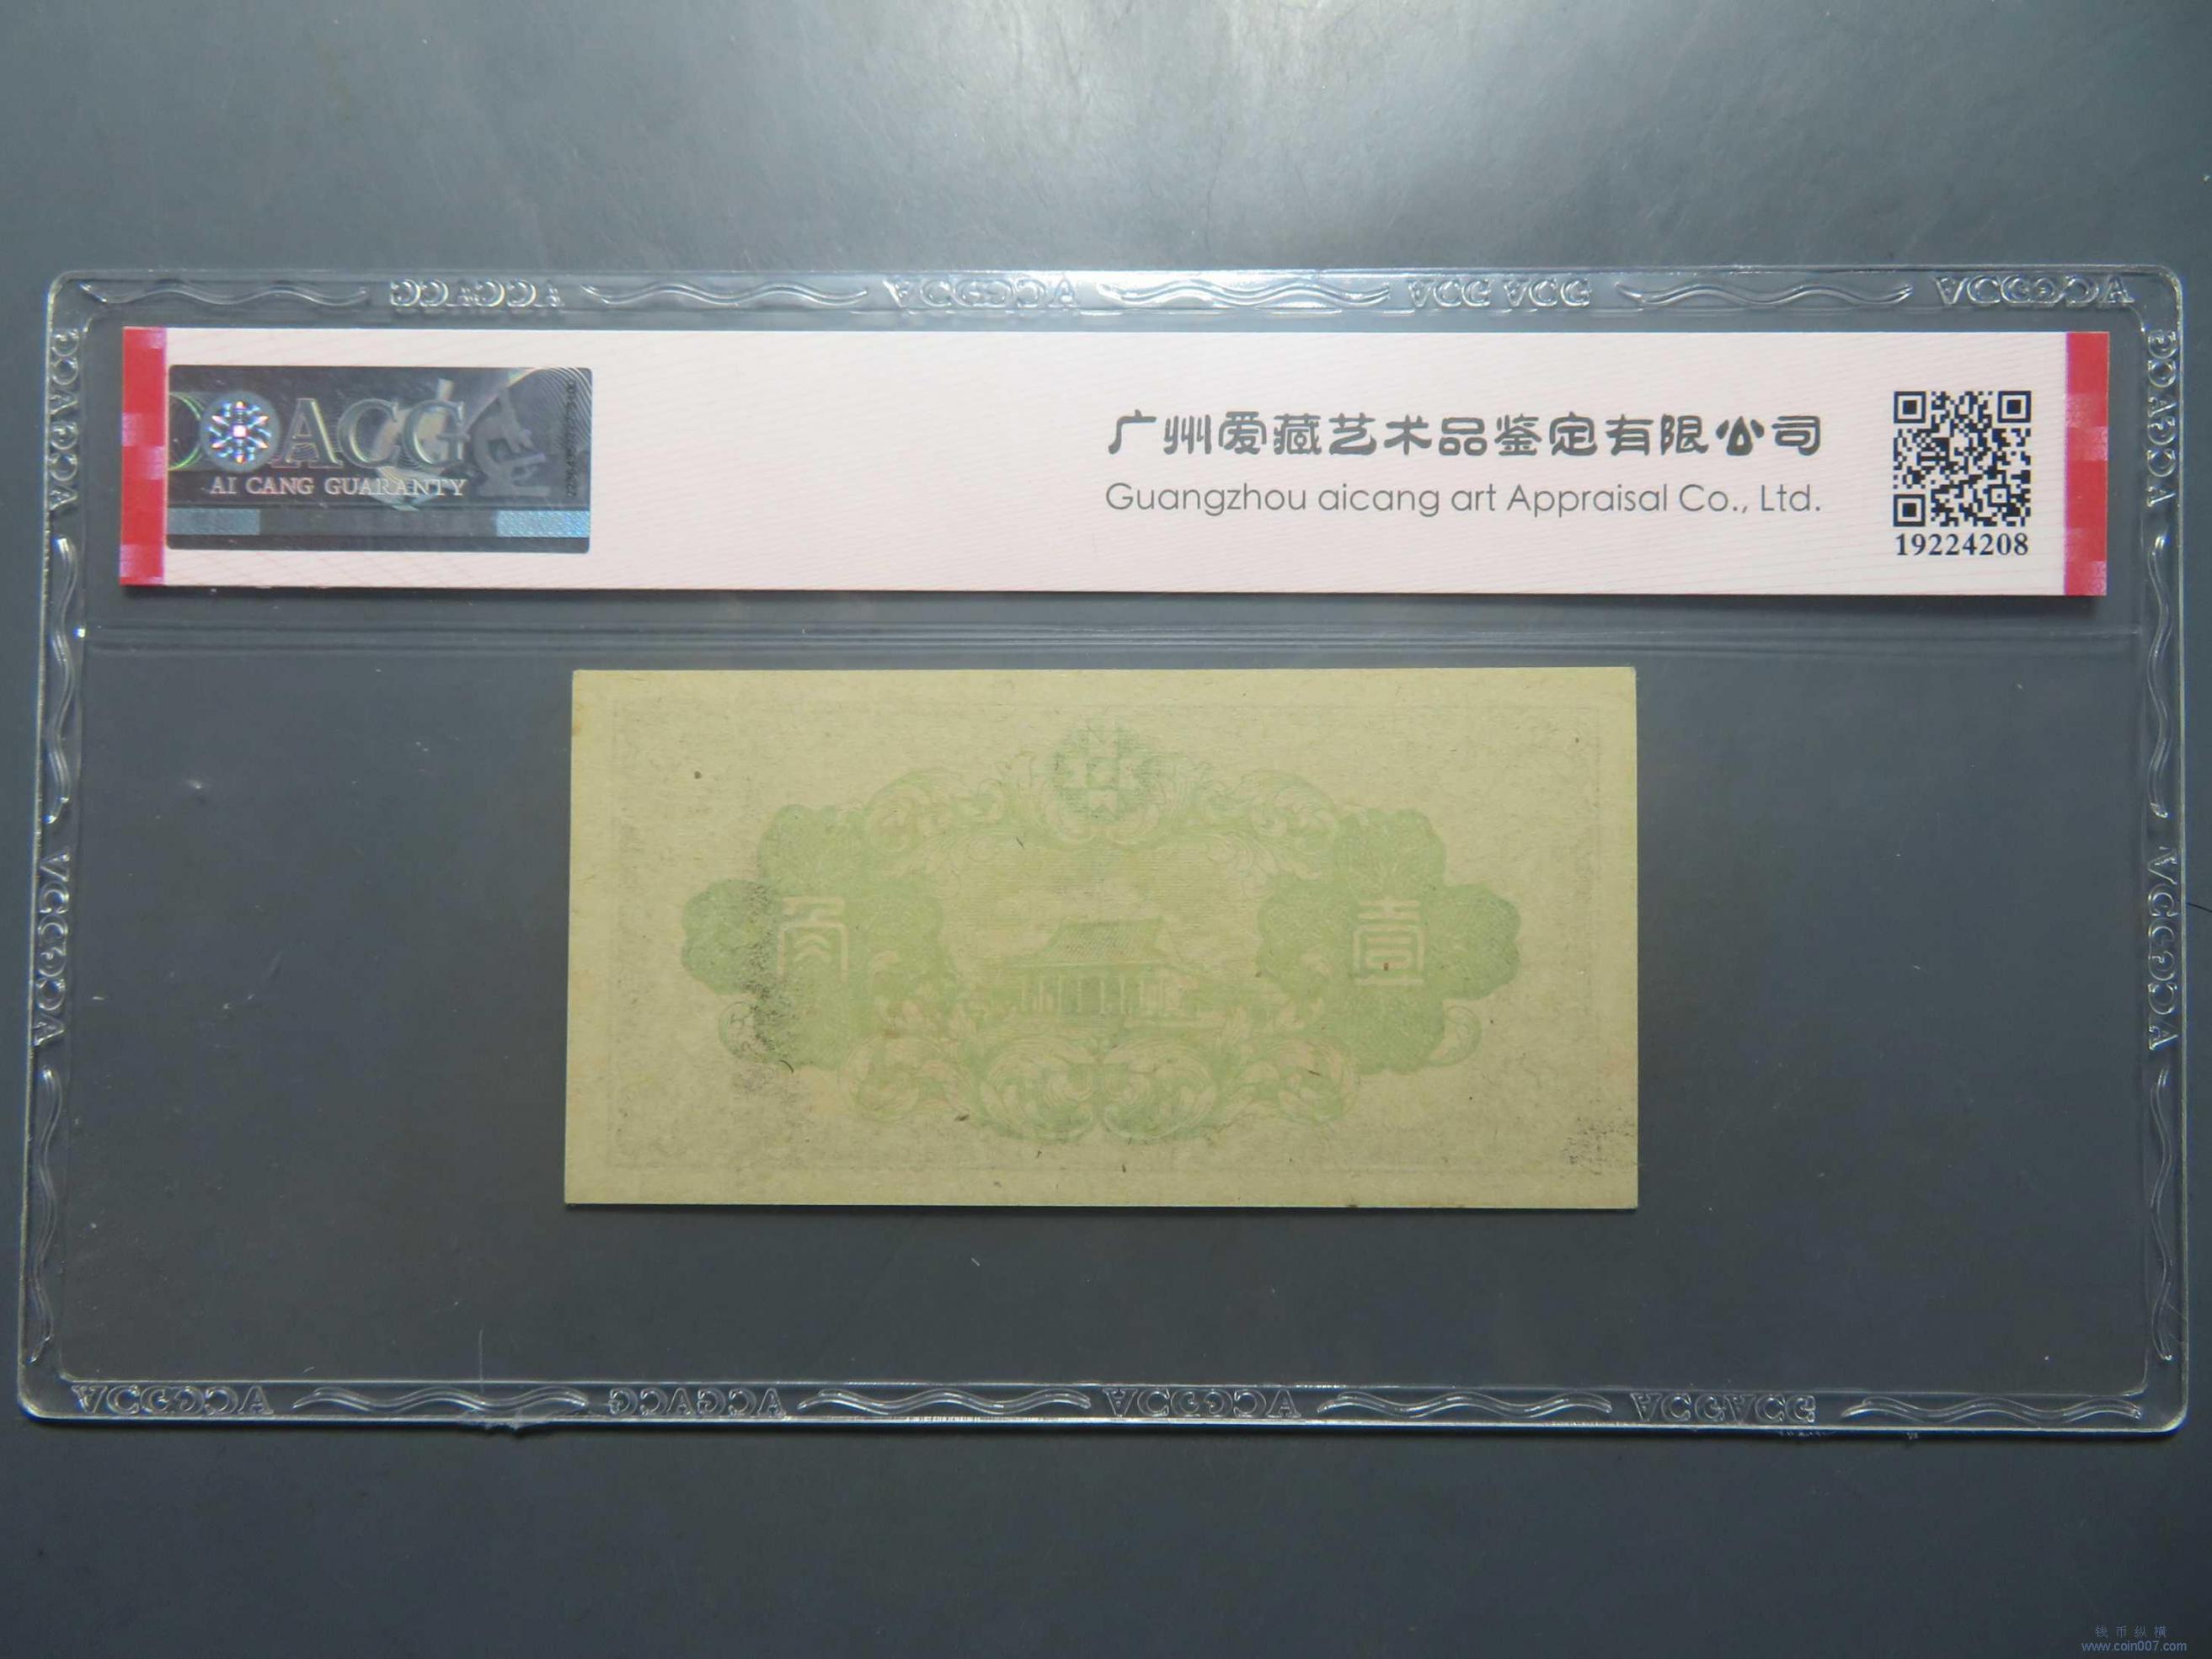 ACG
AI CANG GUARANTY
广州爱藏艺术品鉴定有限公司
Guangzhou aicang art Appraisal Co., Ltd.
19224208
角 壹
钱币纵横
www.coin007.com